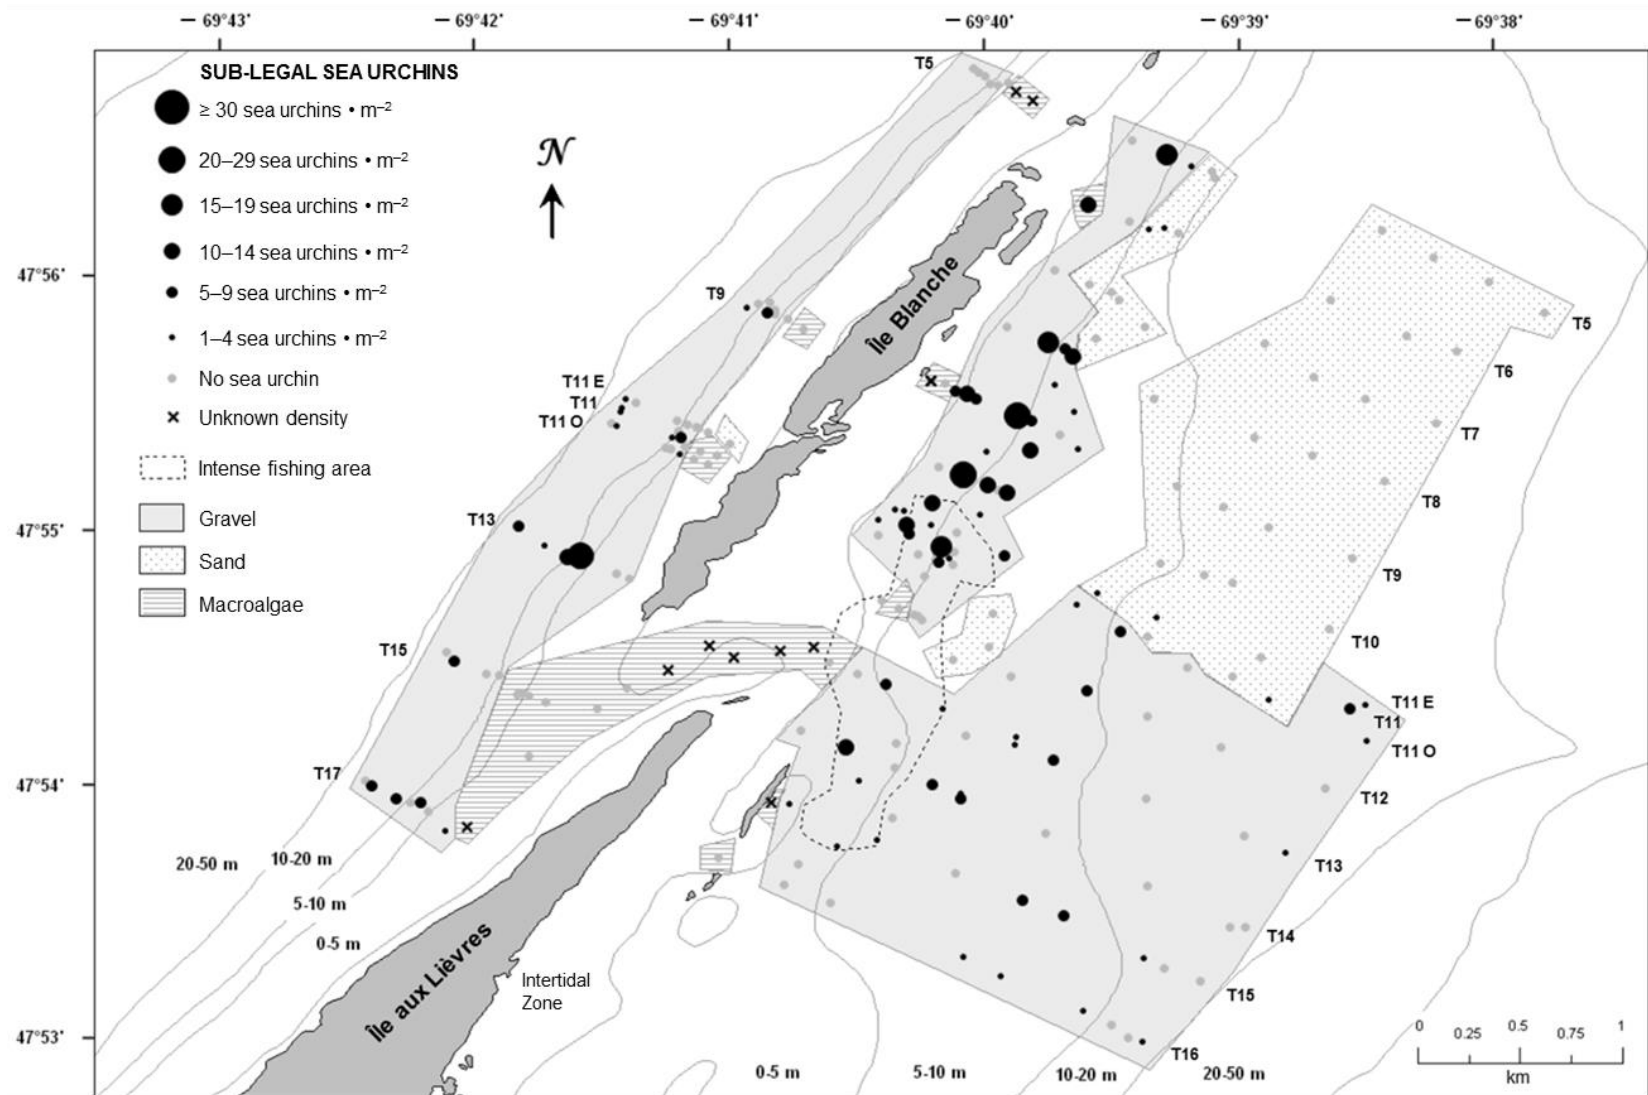 −69°43' −69°42' −69°41' −69°40' −69°39' −69°38'
SUB-LEGAL SEA URCHINS
≥ 30 sea urchins • m⁻²
20–29 sea urchins • m⁻²
15–19 sea urchins • m⁻²
10–14 sea urchins • m⁻²
5–9 sea urchins • m⁻²
1–4 sea urchins • m⁻²
No sea urchin
Unknown density
Intense fishing area
Gravel
Sand
Macroalgae
N
47°56'
47°55'
47°54'
47°53'
T5
T9
T11 E
T11
T11 O
T13
T15
T17
20-50 m
10-20 m
5-10 m
0-5 m
Île Blanche
Île aux Lièvres
Intertidal
Zone
T5
T6
T7
T8
T9
T10
T11 E
T11
T11 O
T12
T13
T14
T15
T16
0-5 m
5-10 m
10-20 m
20-50 m
0 0.25 0.5 0.75 1
km